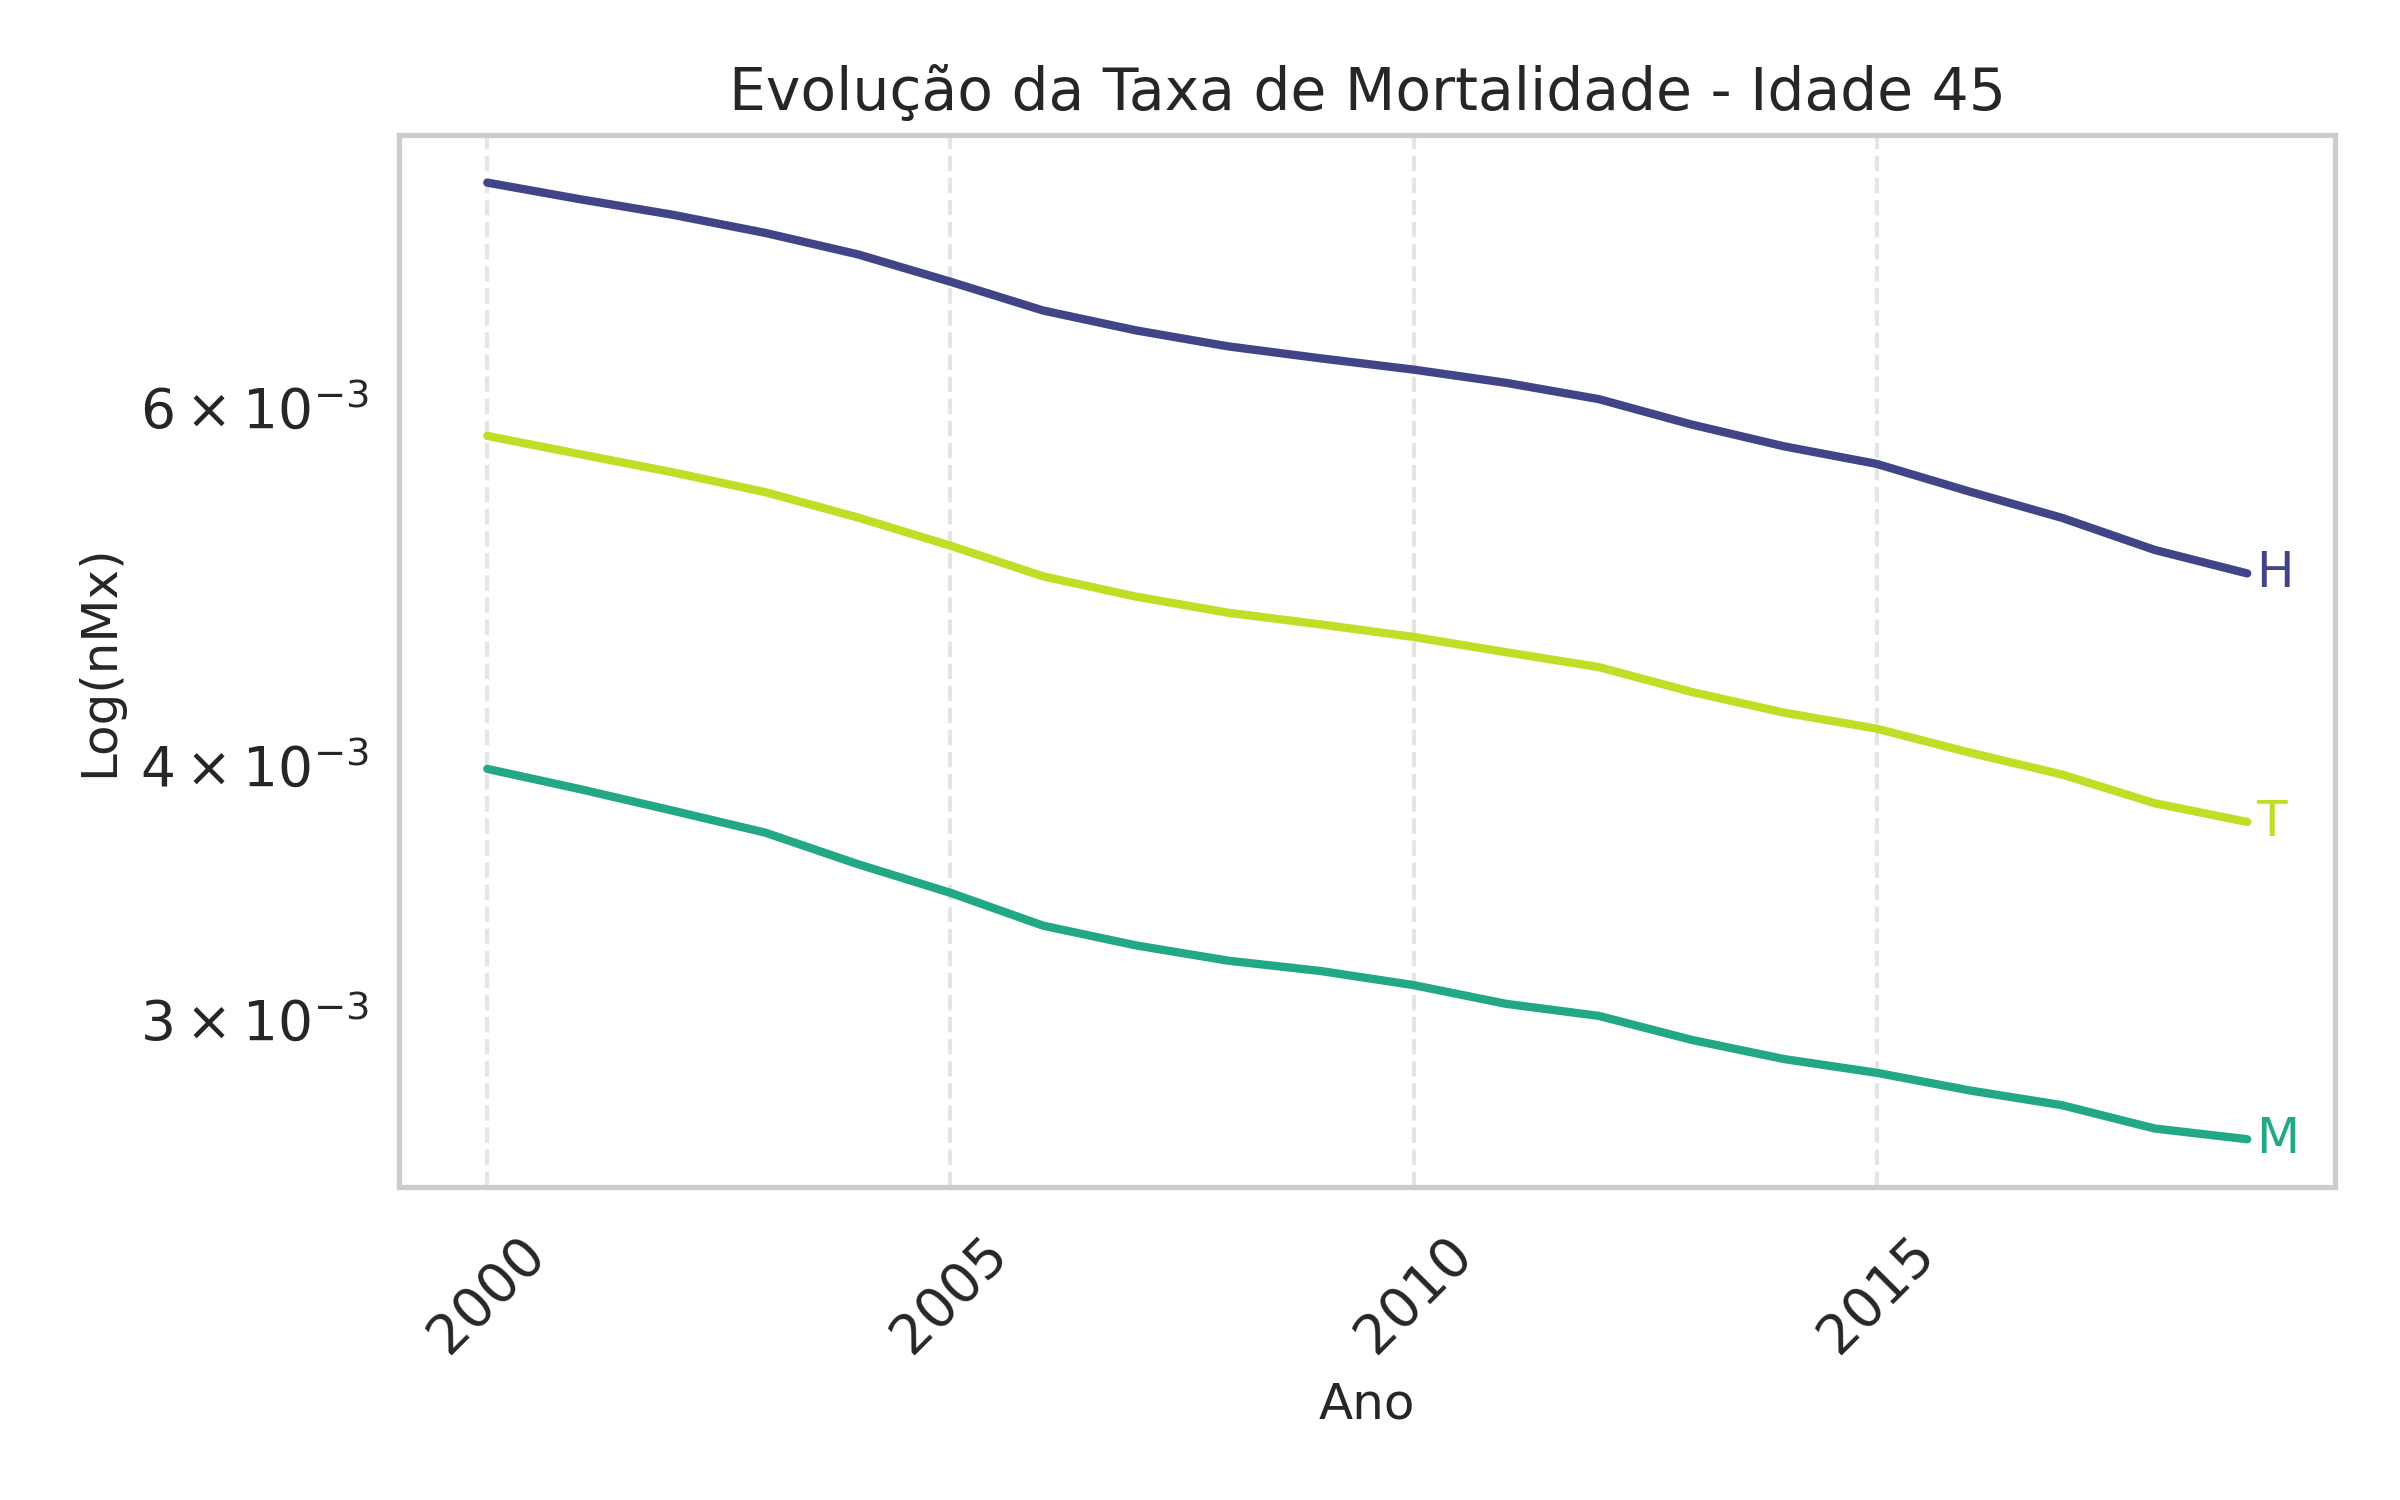 Evolução da Taxa de Mortalidade - Idade 45
Log(nMx)
6 × 10⁻³
4 × 10⁻³
3 × 10⁻³
H
T
M
2000
2005
2010
2015
Ano